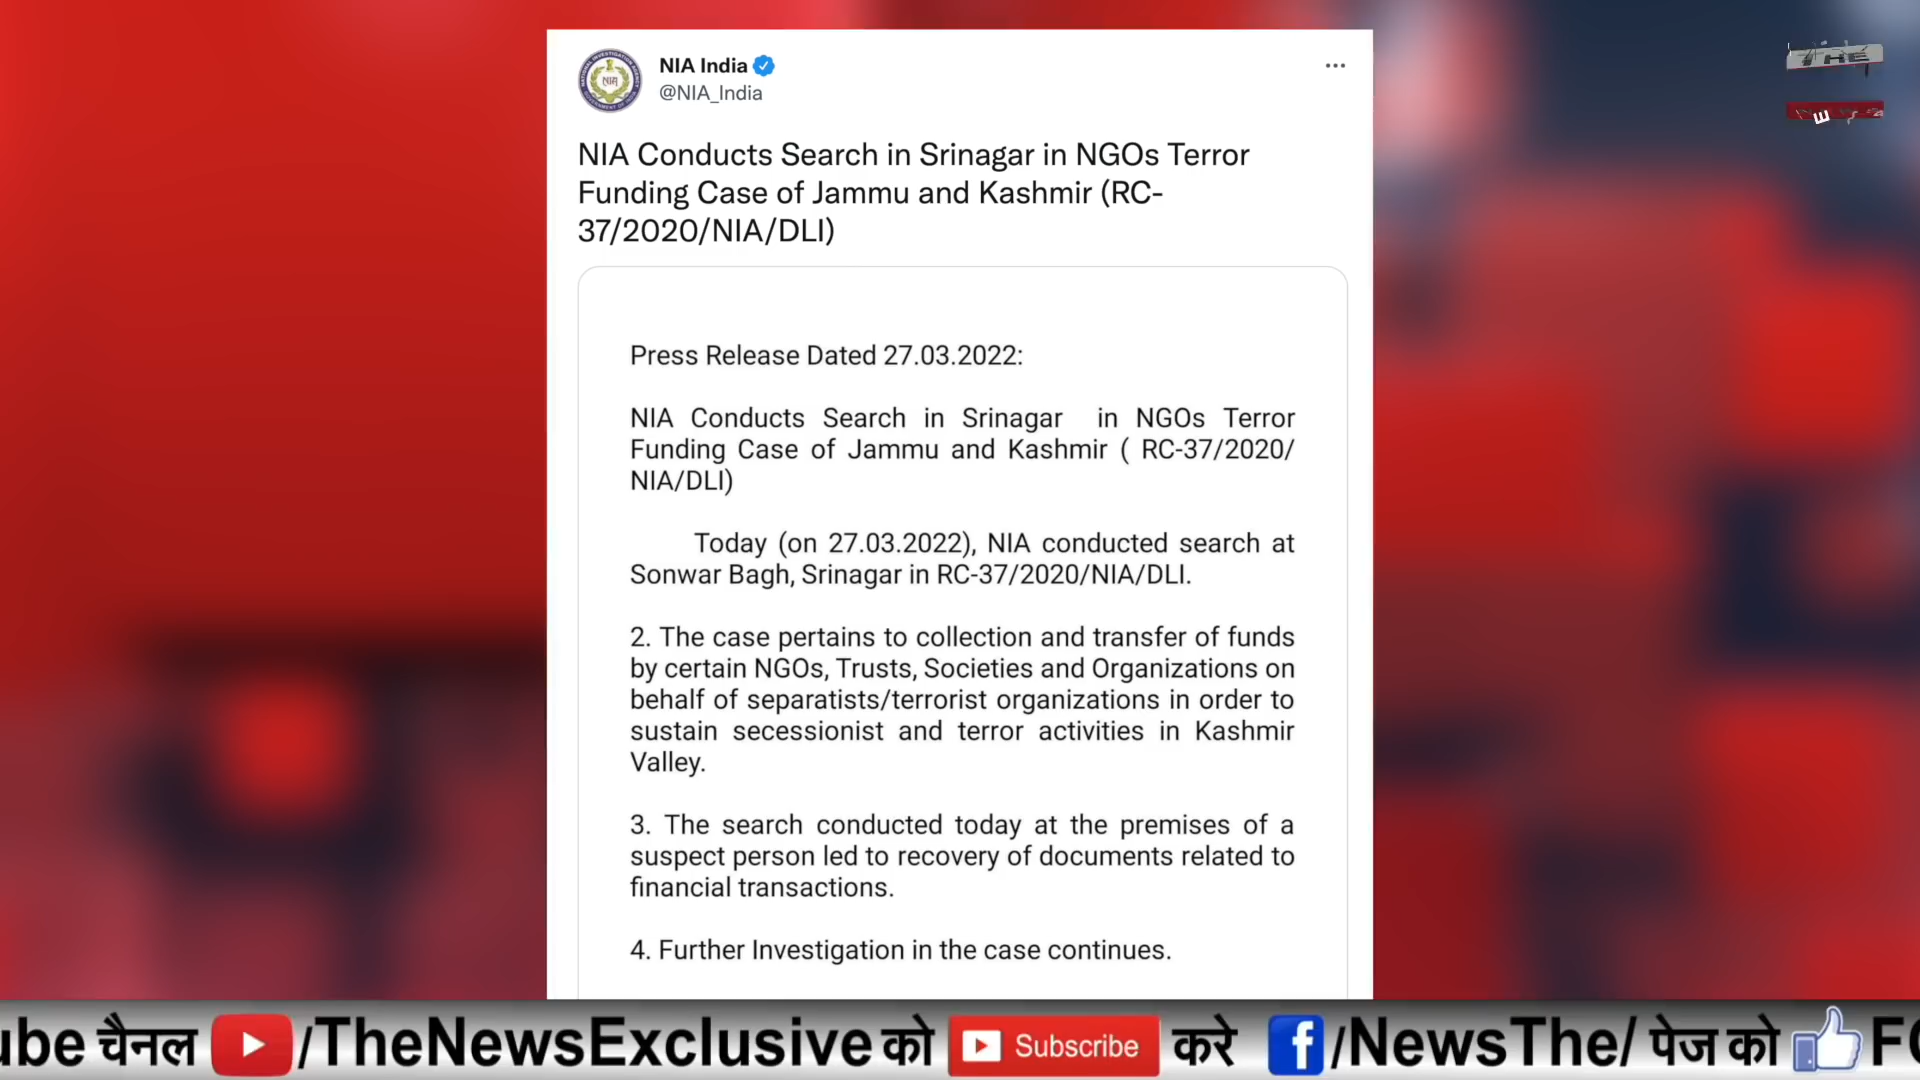 NIA India
@NIA_India
NIA Conducts Search in Srinagar in NGOs Terror
Funding Case of Jammu and Kashmir (RC-
37/2020/NIA/DLI)
Press Release Dated 27.03.2022:
NIA Conducts Search in Srinagar in NGOs Terror
Funding Case of Jammu and Kashmir ( RC-37/2020/
NIA/DLI)
Today (on 27.03.2022), NIA conducted search at
Sonwar Bagh, Srinagar in RC-37/2020/NIA/DLI.
2. The case pertains to collection and transfer of funds
by certain NGOs, Trusts, Societies and Organizations on
behalf of separatists/terrorist organizations in order to
sustain secessionist and terror activities in Kashmir
Valley.
3. The search conducted today at the premises of a
suspect person led to recovery of documents related to
financial transactions.
4. Further Investigation in the case continues.
THE
ube चैनल /TheNewsExclusive को Subscribe करे f /NewsThe/ पेज को